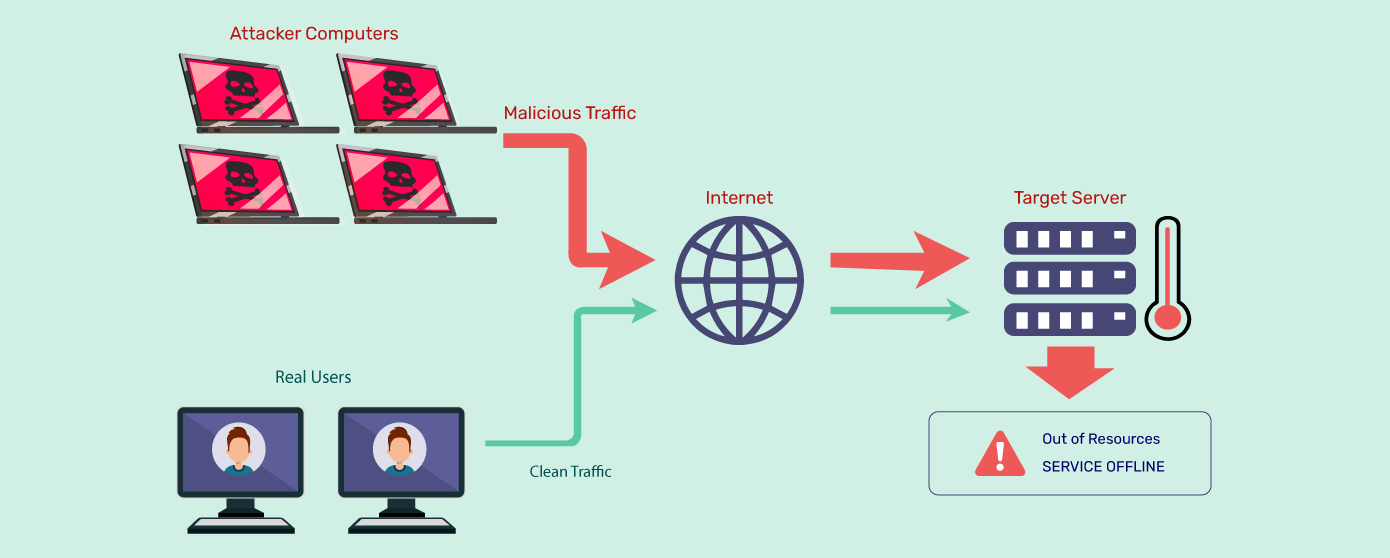 Attacker Computers
Malicious Traffic
Internet
Target Server
Real Users
Clean Traffic
Out of Resources
SERVICE OFFLINE